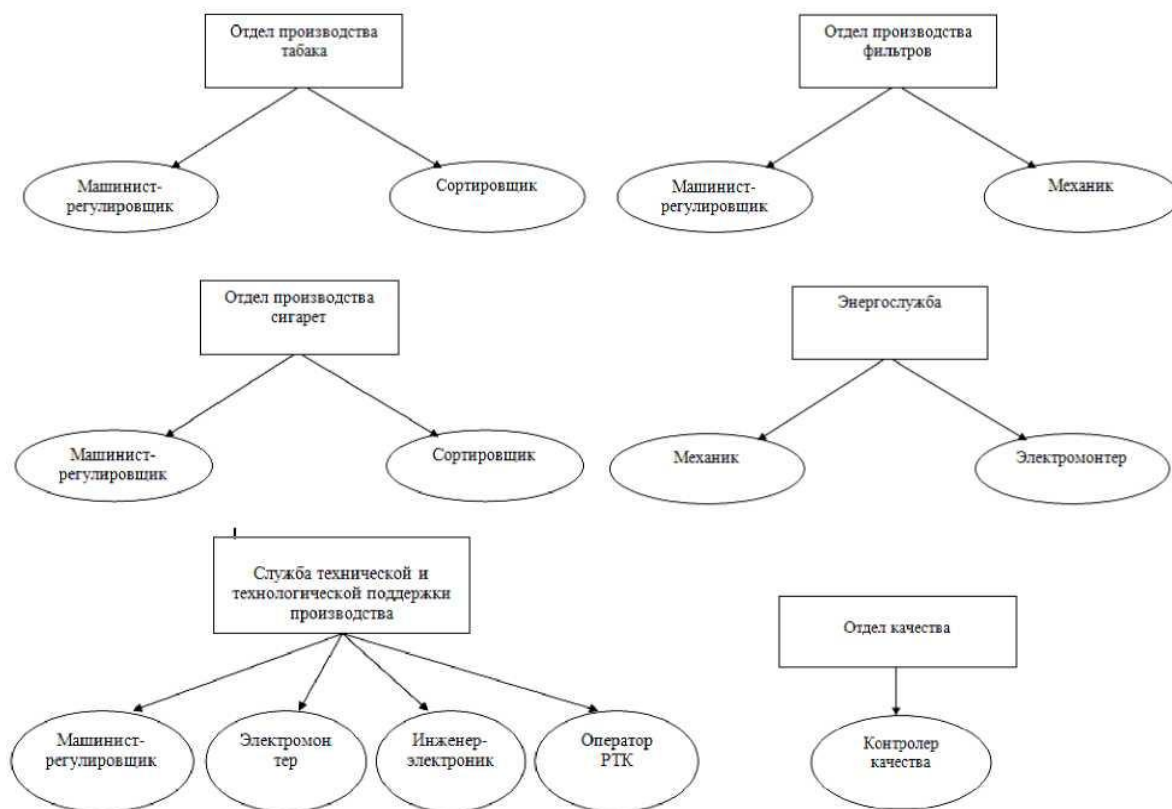 Отдел производства
табака
Отдел производства
фильтров
Машинист-
регулировщик
Сортировщик
Машинист-
регулировщик
Механик
Отдел производства
сигарет
Энергослужба
Машинист-
регулировщик
Сортировщик
Механик
Электромонтер
Служба технической и
технологической поддержки
производства
Отдел качества
Машинист-
регулировщик
Электромон
тер
Инженер-
электроник
Оператор
РТК
Контролер
качества